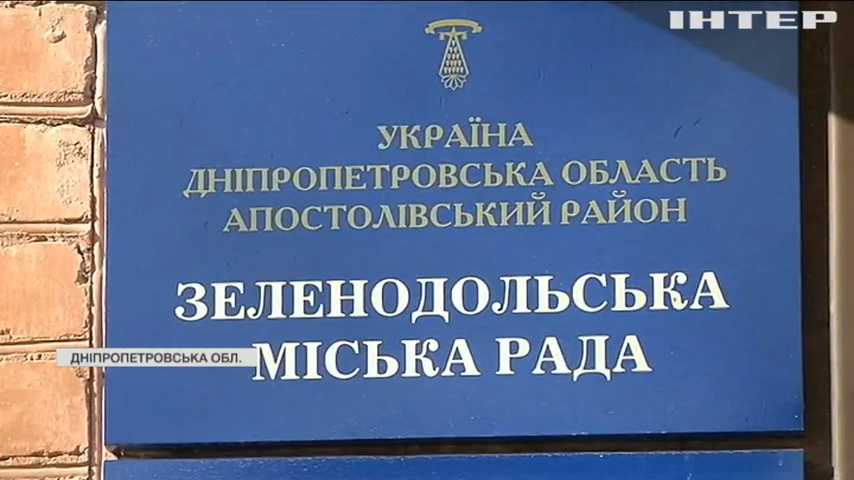 ІНТЕР
УКРАЇНА
ДНІПРОПЕТРОВСЬКА ОБЛАСТЬ
АПОСТОЛІВСЬКИЙ РАЙОН
ЗЕЛЕНОДОЛЬСЬКА
МІСЬКА РАДА
ДНІПРОПЕТРОВСЬКА ОБЛ.